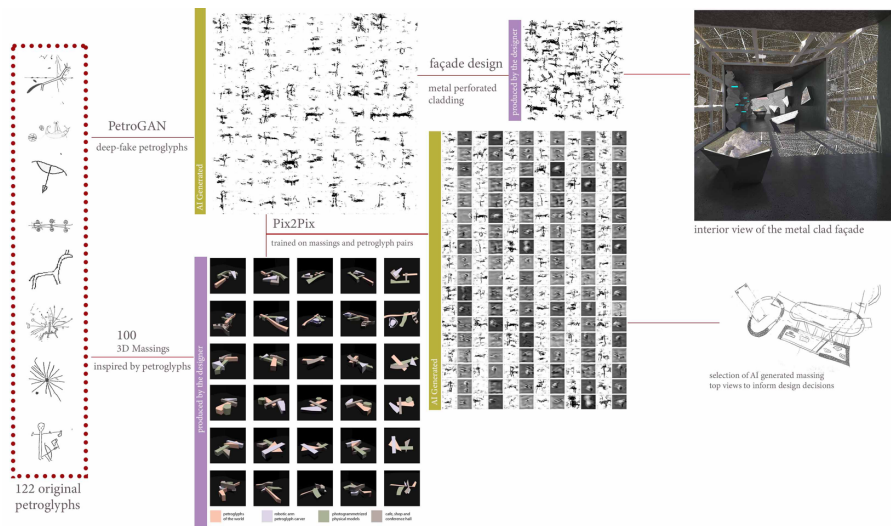 122 original
petroglyphs
PetroGAN
deep-fake petroglyphs
100
3D Massings
inspired by petroglyphs
AI Generated
façade design
metal perforated
cladding
produced by the designer
interior view of the metal clad façade
Pix2Pix
trained on massings and petroglyph pairs
produced by the designer
AI Generated
selection of AI generated massing
top views to inform design decisions
petroglyphs
of the world
robotic arm
petroglyph carver
photogrammetrized
physical models
cafe, shop and
conference hall